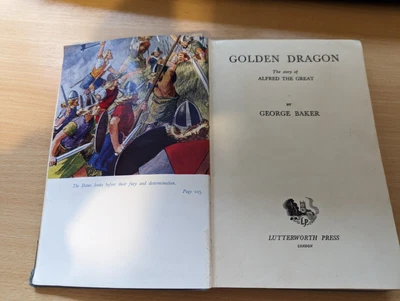 The Danes broke before their fury and determination.
Page 103
GOLDEN DRAGON
The story of
ALFRED THE GREAT
BY
GEORGE BAKER
LP
LUTTERWORTH PRESS
LONDON